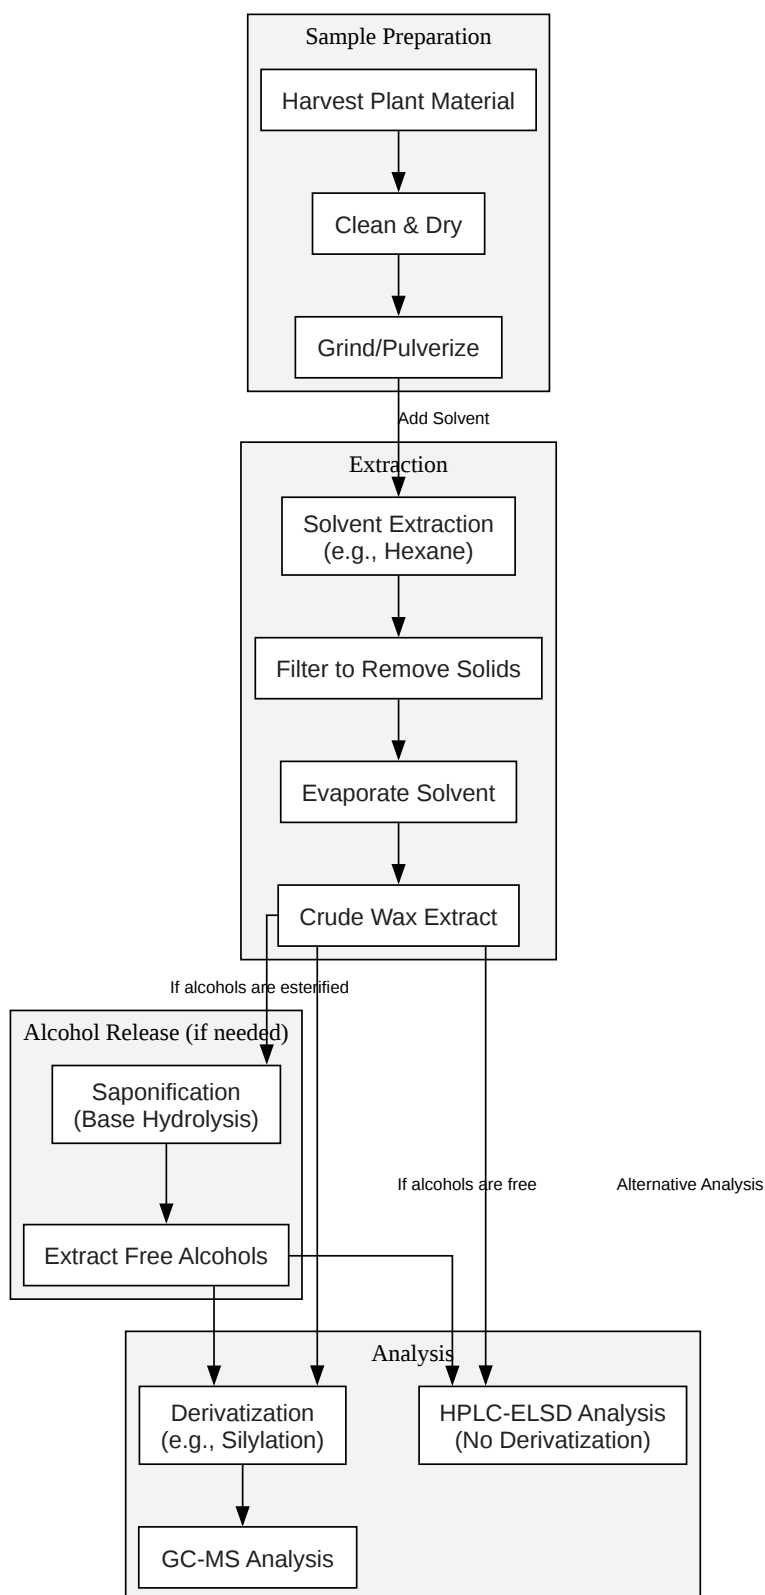 Sample Preparation
Harvest Plant Material
Clean & Dry
Grind/Pulverize
Add Solvent
Extraction
Solvent Extraction
(e.g., Hexane)
Filter to Remove Solids
Evaporate Solvent
Crude Wax Extract
If alcohols are esterified
Alcohol Release (if needed)
Saponification
(Base Hydrolysis)
If alcohols are free
Alternative Analysis
Extract Free Alcohols
Analysis
Derivatization
(e.g., Silylation)
HPLC-ELSD Analysis
(No Derivatization)
GC-MS Analysis